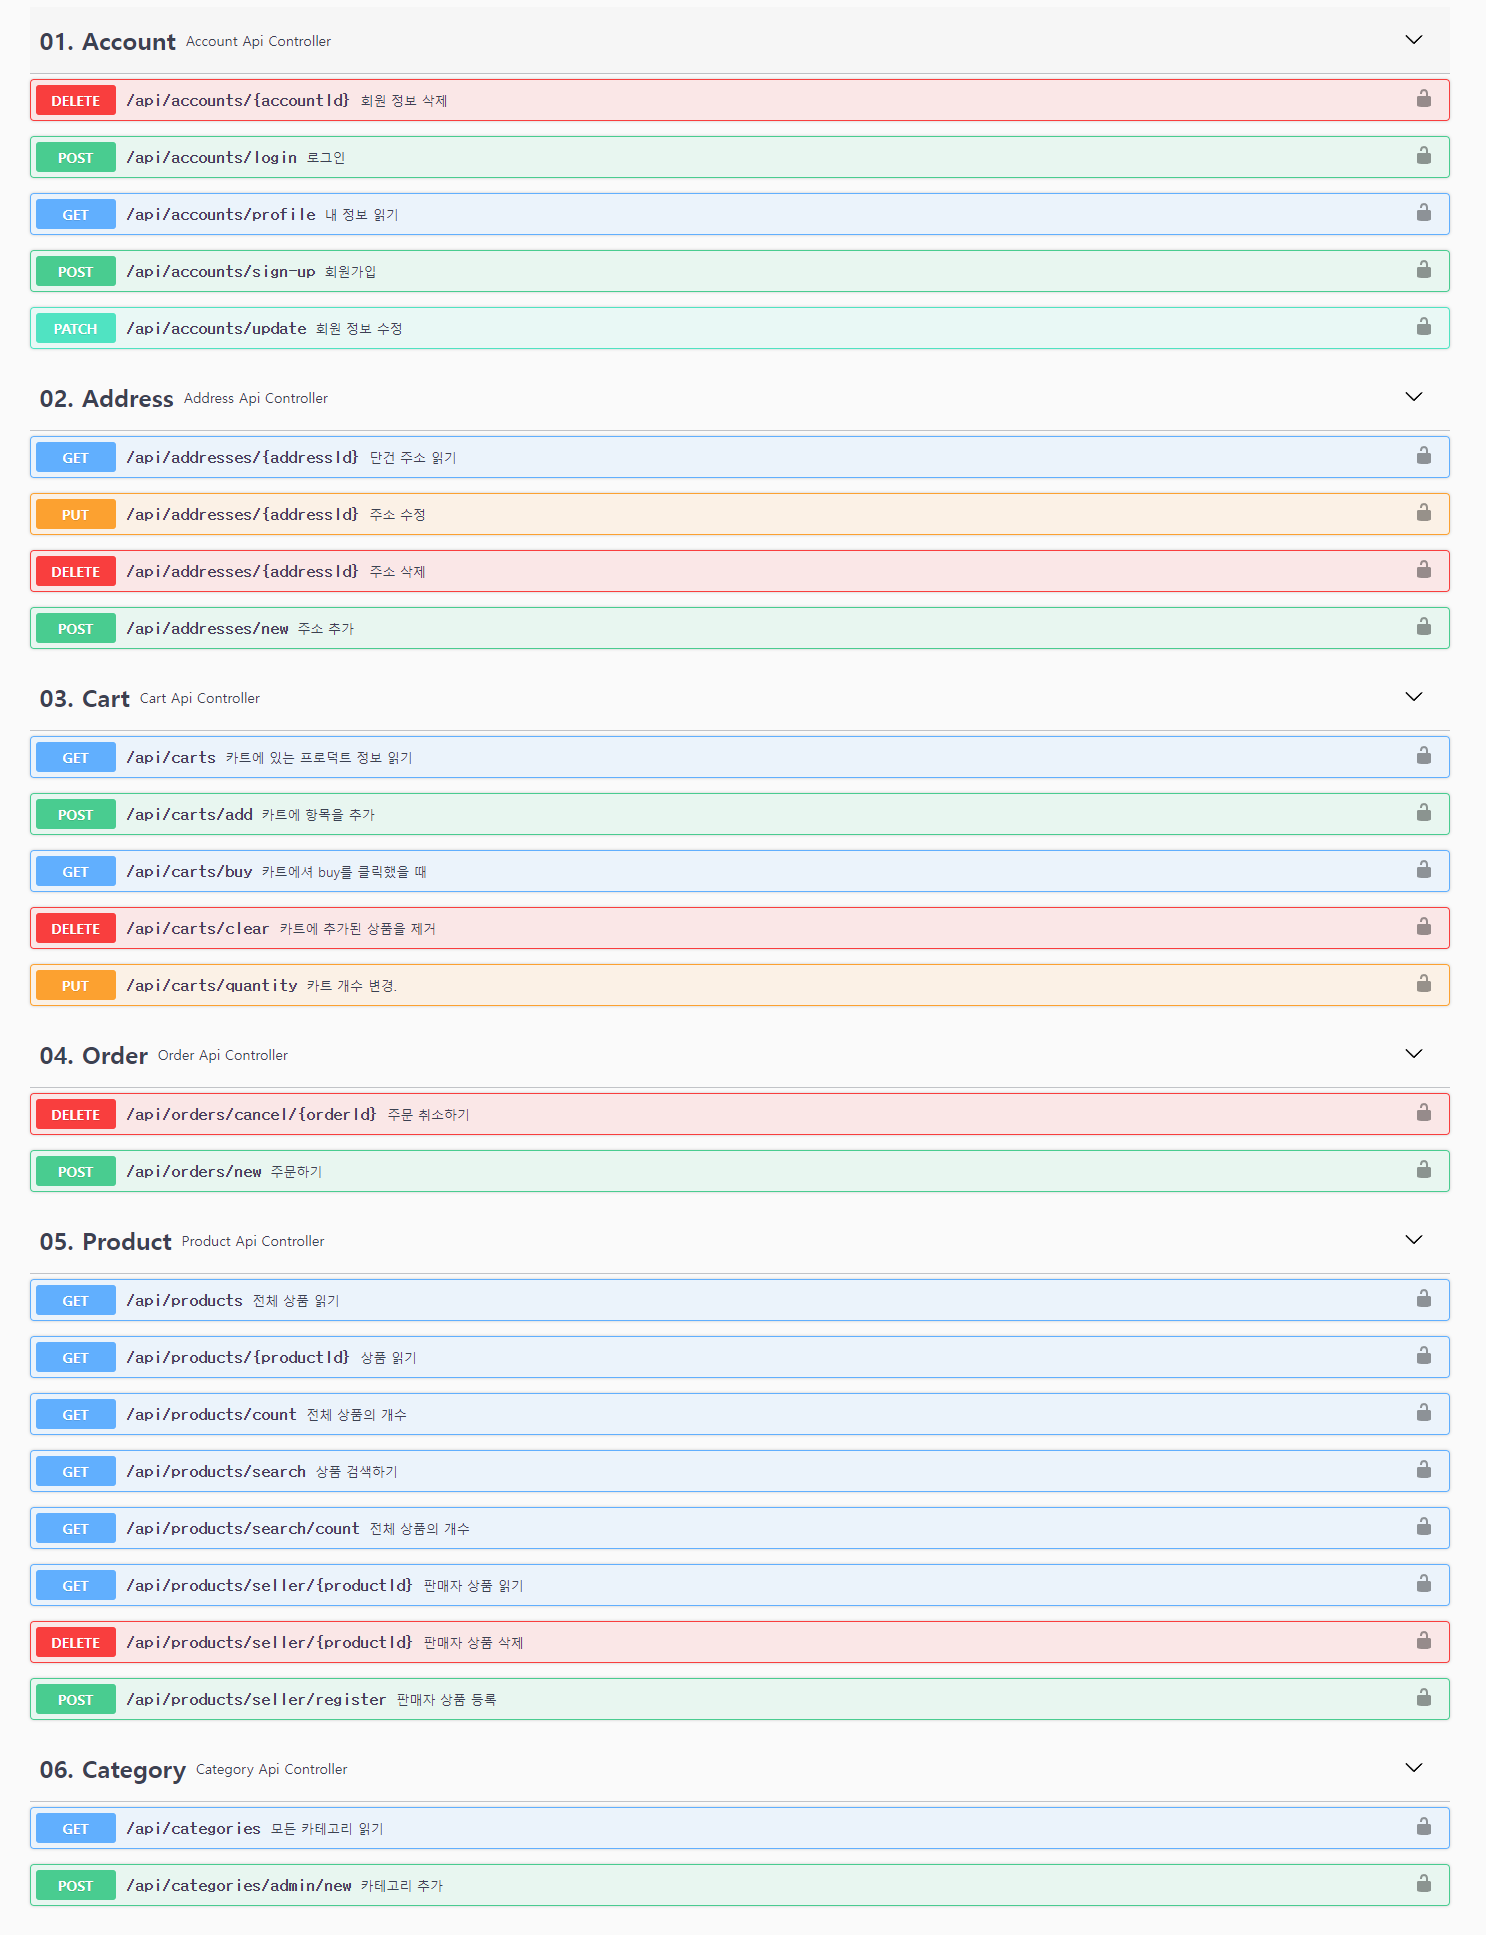 01. Account Account Api Controller
DELETE /api/accounts/{accountId} 회원 정보 삭제
POST /api/accounts/login 로그인
GET /api/accounts/profile 내 정보 읽기
POST /api/accounts/sign-up 회원가입
PATCH /api/accounts/update 회원 정보 수정
02. Address Address Api Controller
GET /api/addresses/{addressId} 단건 주소 읽기
PUT /api/addresses/{addressId} 주소 수정
DELETE /api/addresses/{addressId} 주소 삭제
POST /api/addresses/new 주소 추가
03. Cart Cart Api Controller
GET /api/carts 카트에 있는 프로덕트 정보 읽기
POST /api/carts/add 카트에 항목을 추가
GET /api/carts/buy 카트에셔 buy를 클릭했을 때
DELETE /api/carts/clear 카트에 추가된 상품을 제거
PUT /api/carts/quantity 카트 개수 변경.
04. Order Order Api Controller
DELETE /api/orders/cancel/{orderId} 주문 취소하기
POST /api/orders/new 주문하기
05. Product Product Api Controller
GET /api/products 전체 상품 읽기
GET /api/products/{productId} 상품 읽기
GET /api/products/count 전체 상품의 개수
GET /api/products/search 상품 검색하기
GET /api/products/search/count 전체 상품의 개수
GET /api/products/seller/{productId} 판매자 상품 읽기
DELETE /api/products/seller/{productId} 판매자 상품 삭제
POST /api/products/seller/register 판매자 상품 등록
06. Category Category Api Controller
GET /api/categories 모든 카테고리 읽기
POST /api/categories/admin/new 카테고리 추가